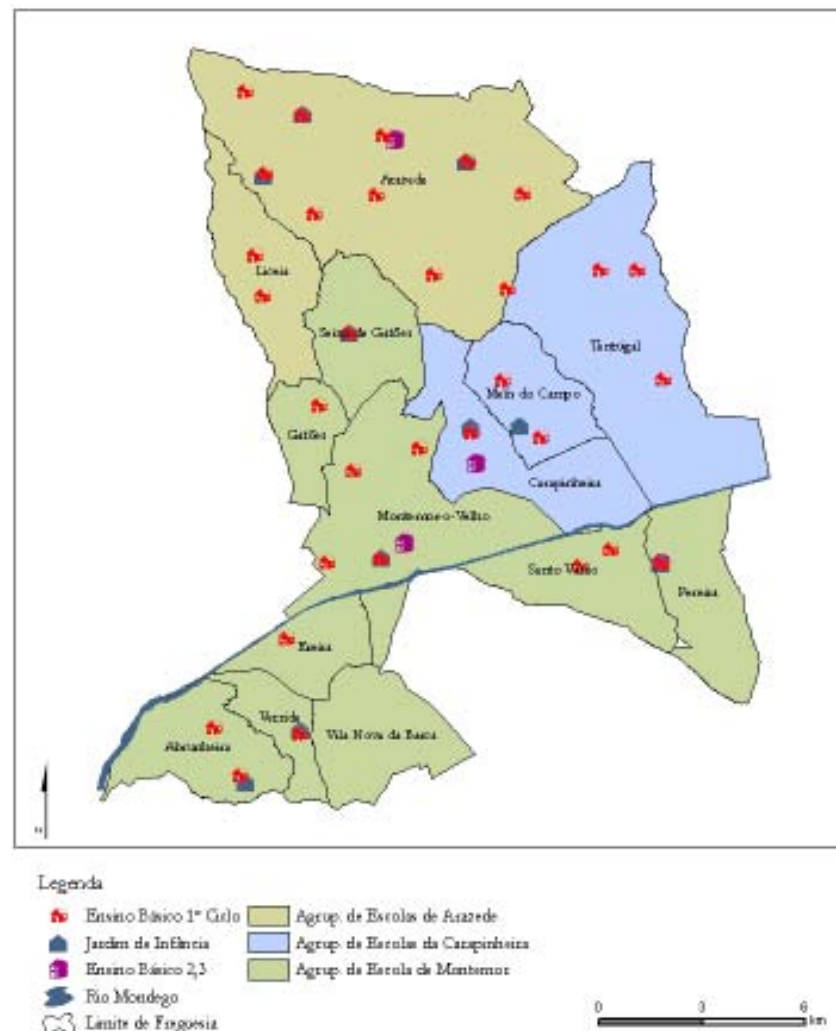 Arazede
Liceia
Seixo de Gatões
Tentúgal
Meãs do Campo
Gatões
Carapinheira
Montemor-o-Velho
Santo Varão
Pereira
Ereira
Verride
Vila Nova da Barca
Abrunheira
N
Legenda
Ensino Básico 1º Ciclo
Agrup. de Escolas de Arazede
Jardim de Infância
Agrup. de Escolas da Carapinheira
Ensino Básico 2,3
Agrup. de Escola de Montemor
Rio Mondego
Limite de Freguesia
0 3 6
km